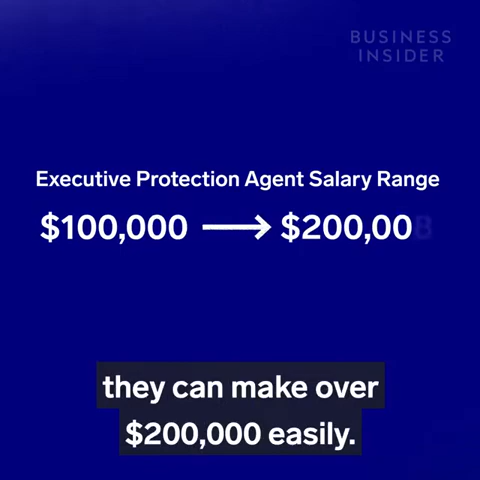 BUSINESS
INSIDER
Executive Protection Agent Salary Range
$100,000 → $200,00
they can make over
$200,000 easily.